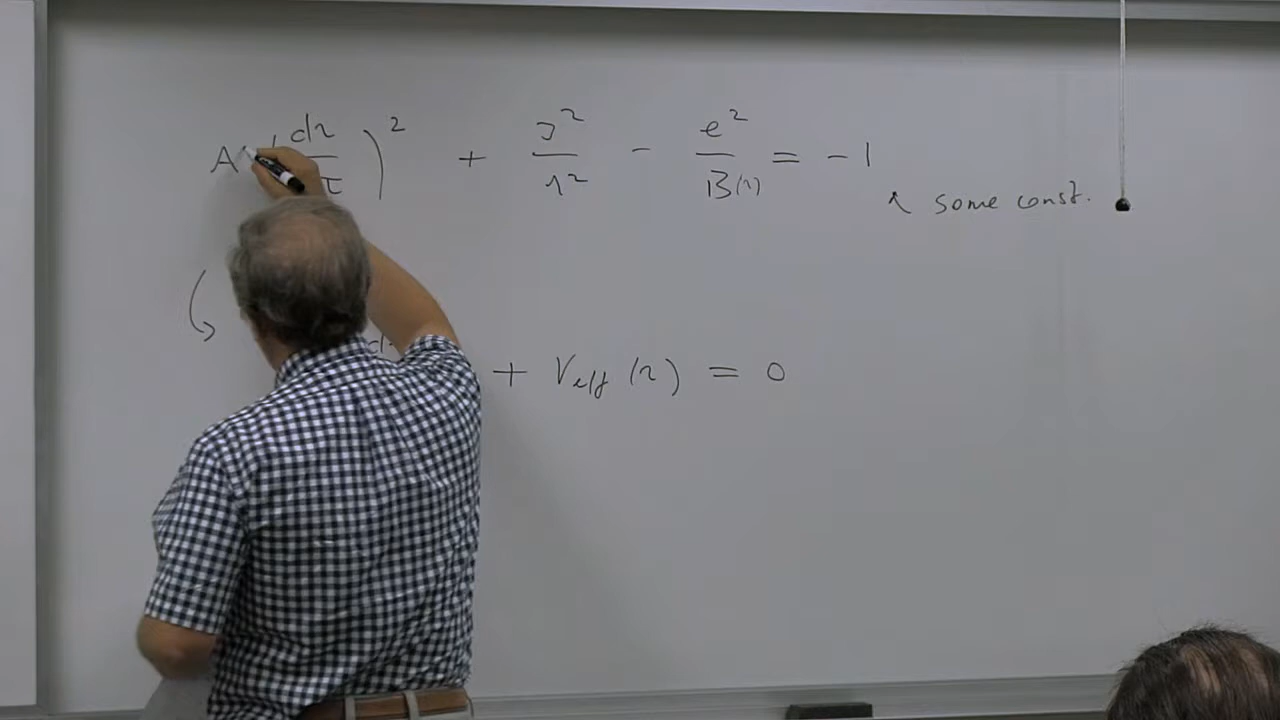 A (dr/dτ)² + J²/r² - e²/B(r) = -1
↖ some const.
+ V_eff (r) = 0